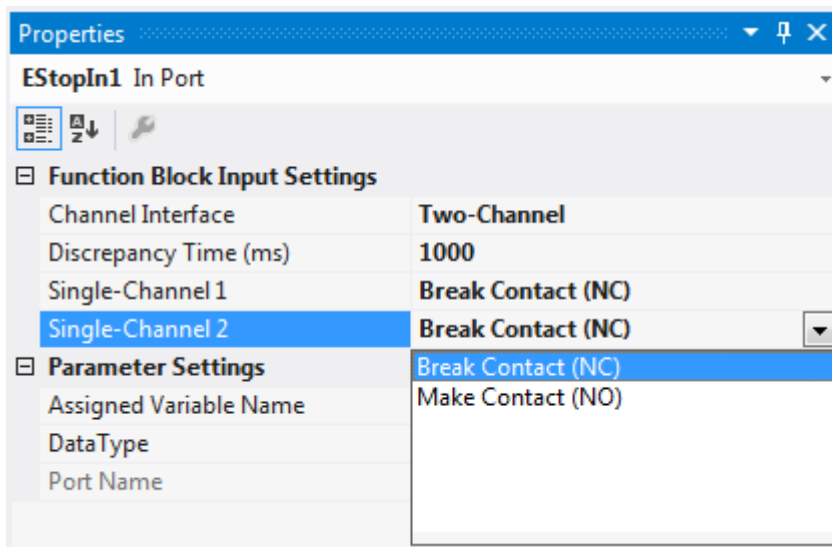 Properties
EStopIn1 In Port
Function Block Input Settings
Channel Interface Two-Channel
Discrepancy Time (ms) 1000
Single-Channel 1 Break Contact (NC)
Single-Channel 2 Break Contact (NC)
Parameter Settings Break Contact (NC)
Assigned Variable Name Make Contact (NO)
DataType
Port Name